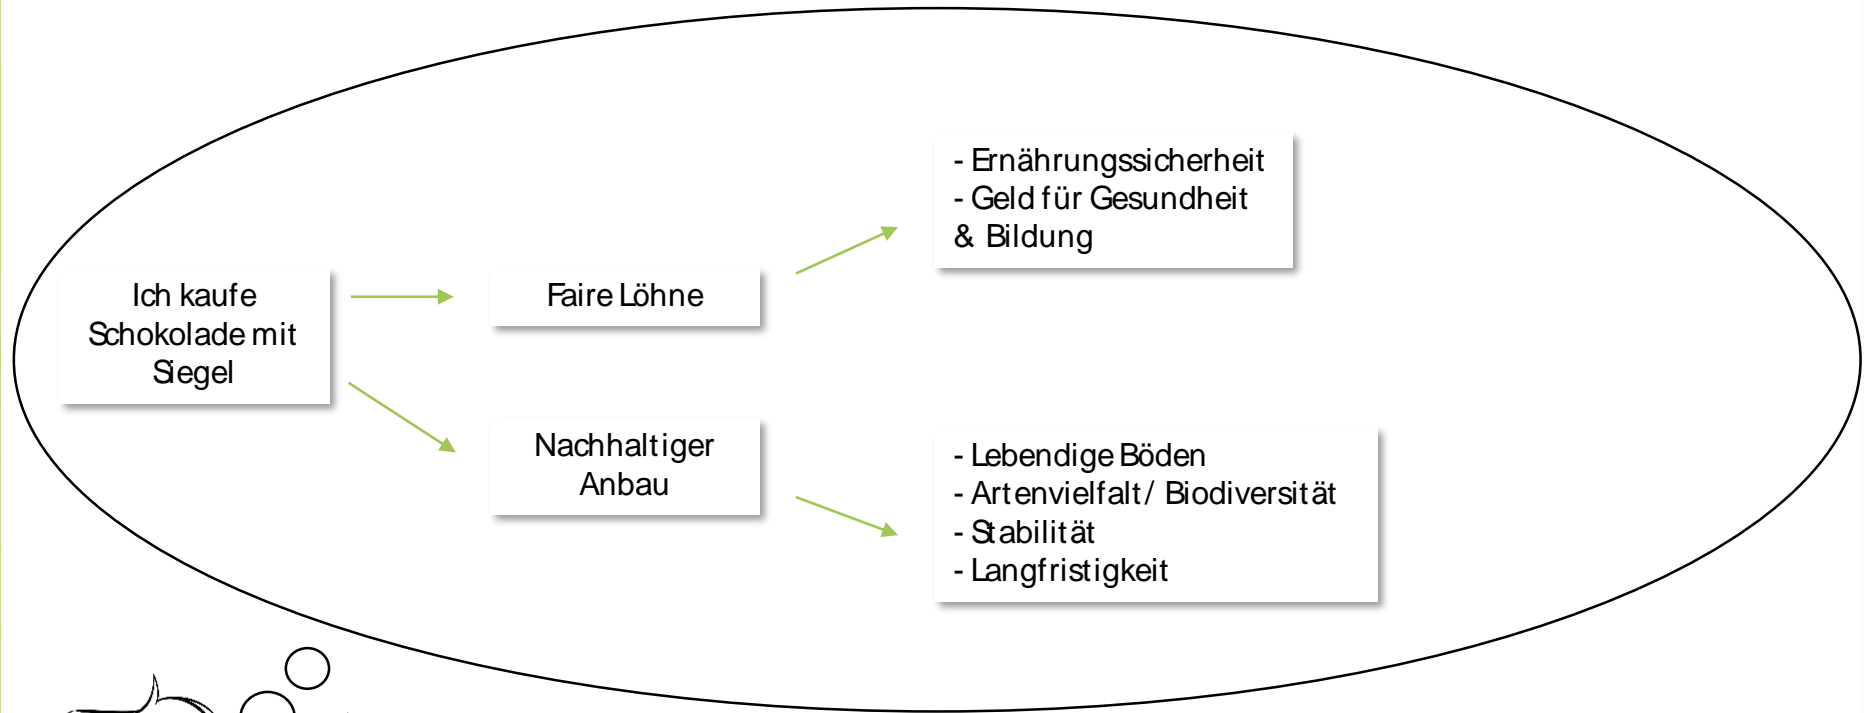 Ich kaufe
Schokolade mit
Siegel
Faire Löhne
- Ernährungssicherheit
- Geld für Gesundheit
& Bildung
Nachhaltiger
Anbau
- Lebendige Böden
- Artenvielfalt/ Biodiversität
- Stabilität
- Langfristigkeit